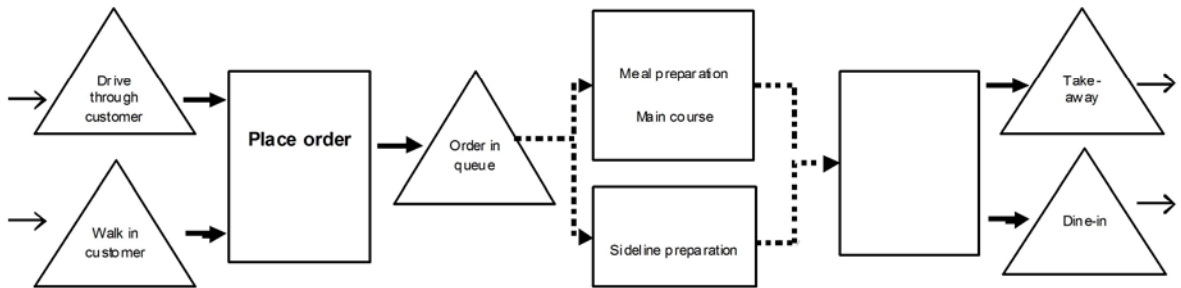 Drive
through
customer
Walk in
customer
Place order
Order in
queue
Meal preparation
Main course
Sideline preparation
Take-
away
Dine-in